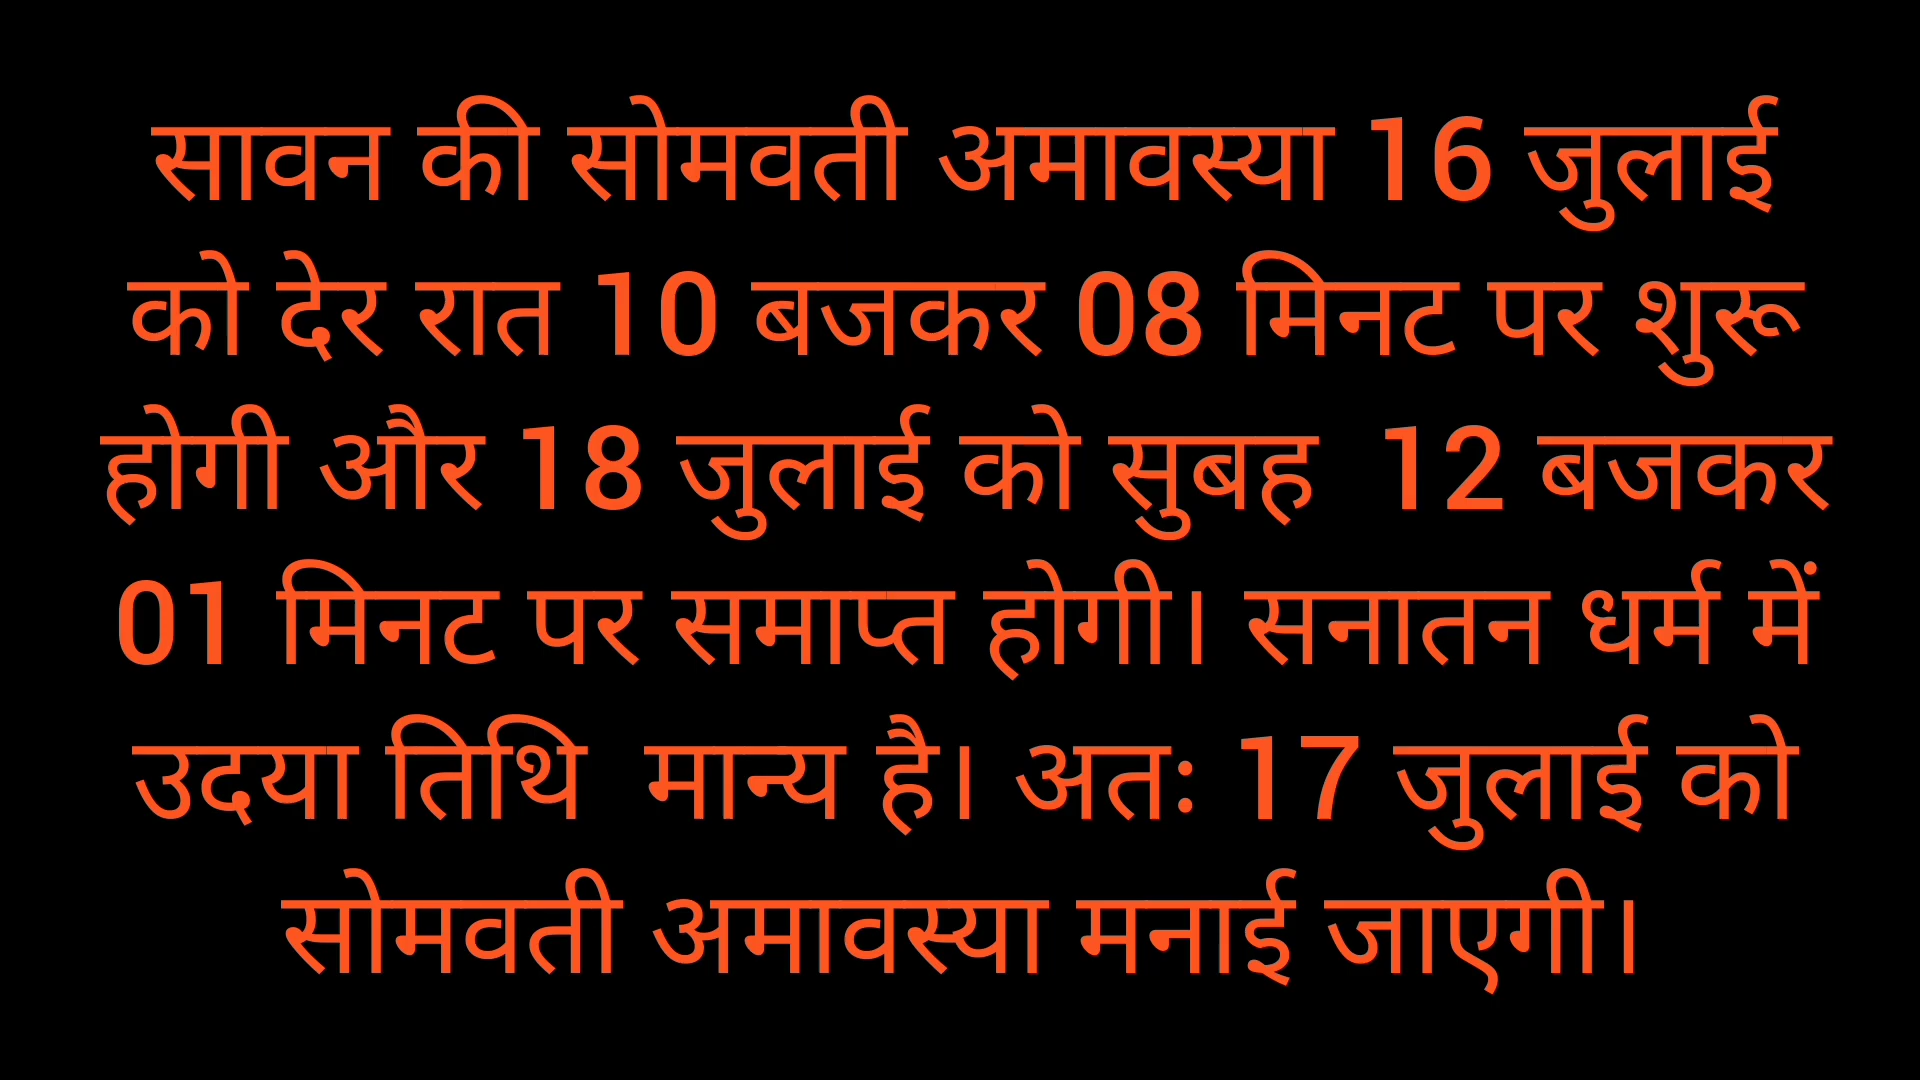 सावन की सोमवती अमावस्या 16 जुलाई
को देर रात 10 बजकर 08 मिनट पर शुरू
होगी और 18 जुलाई को सुबह  12 बजकर
01 मिनट पर समाप्त होगी। सनातन धर्म में
उदया तिथि  मान्य है। अतः 17 जुलाई को
सोमवती अमावस्या मनाई जाएगी।